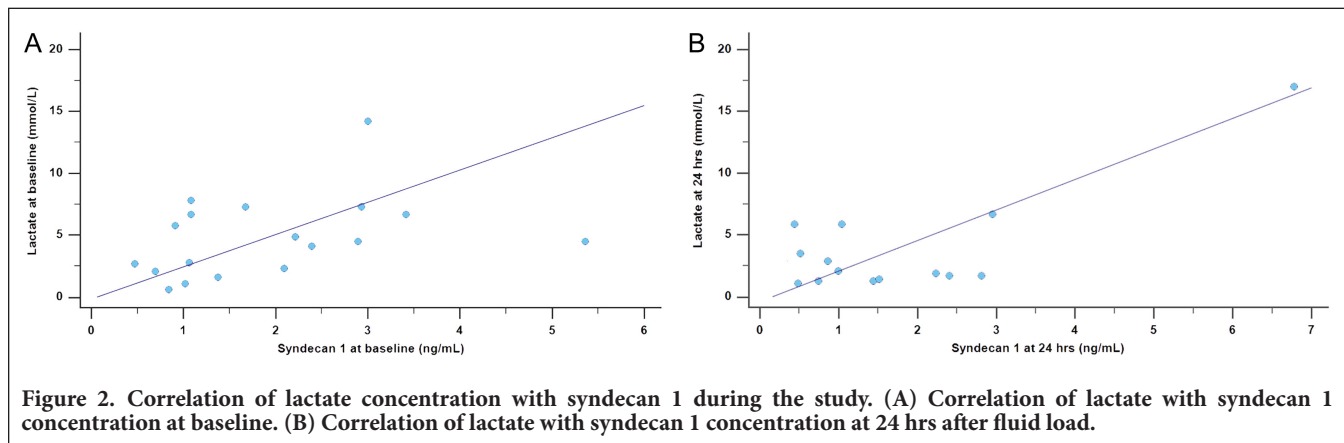 A
20
15
10
5
0
Lactate at baseline (mmol/L)
0 1 2 3 4 5 6
Syndecan 1 at baseline (ng/mL)
B
20
15
10
5
0
Lactate at 24 hrs (mmol/L)
0 1 2 3 4 5 6 7
Syndecan 1 at 24 hrs (ng/mL)
Figure 2. Correlation of lactate concentration with syndecan 1 during the study. (A) Correlation of lactate with syndecan 1
concentration at baseline. (B) Correlation of lactate with syndecan 1 concentration at 24 hrs after fluid load.